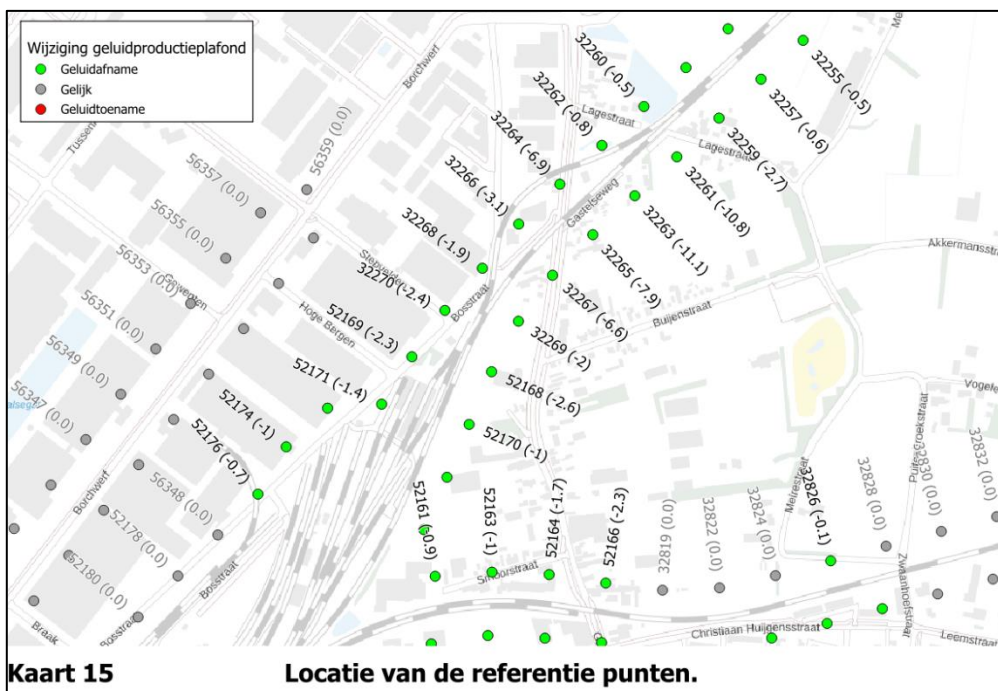 Wijziging geluidproductieplafond
Geluidafname
Gelijk
Geluidtoename
32260 (-0.5)
32262 (-0.8)
32264 (-6.9)
32266 (-3.1)
32268 (-1.9)
32270 (-2.4)
52169 (-2.3)
52171 (-1.4)
52174 (-1)
52176 (-0.7)
32255 (-0.5)
32257 (-0.6)
32259 (-2.7)
32261 (-10.8)
32263 (-11.1)
32265 (-7.9)
32267 (-6.6)
32269 (-2)
52168 (-2.6)
52170 (-1)
52161 (-0.9)
52163 (-1)
52164 (-1.7)
52166 (-2.3)
32819 (0.0)
32822 (0.0)
32824 (0.0)
32826 (-0.1)
32828 (0.0)
32830 (0.0)
32832 (0.0)
56359 (0.0)
56357 (0.0)
56355 (0.0)
56353 (0.0)
56351 (0.0)
56349 (0.0)
56347 (0.0)
56348 (0.0)
52178 (0.0)
52180 (0.0)
Borchwerf
Lagestraat
Lagestraat
Gastelseweg
Bosstraat
Hoge Bergen
Buijenstraat
Akkermansstra
Vogele
Meirestraat
Zwaanhoefstraat
Borchwerf
Bosstraat
Bosstra
Braak
Christiaan Huijgensstraat
Leemstraat
Kaart 15
Locatie van de referentie punten.